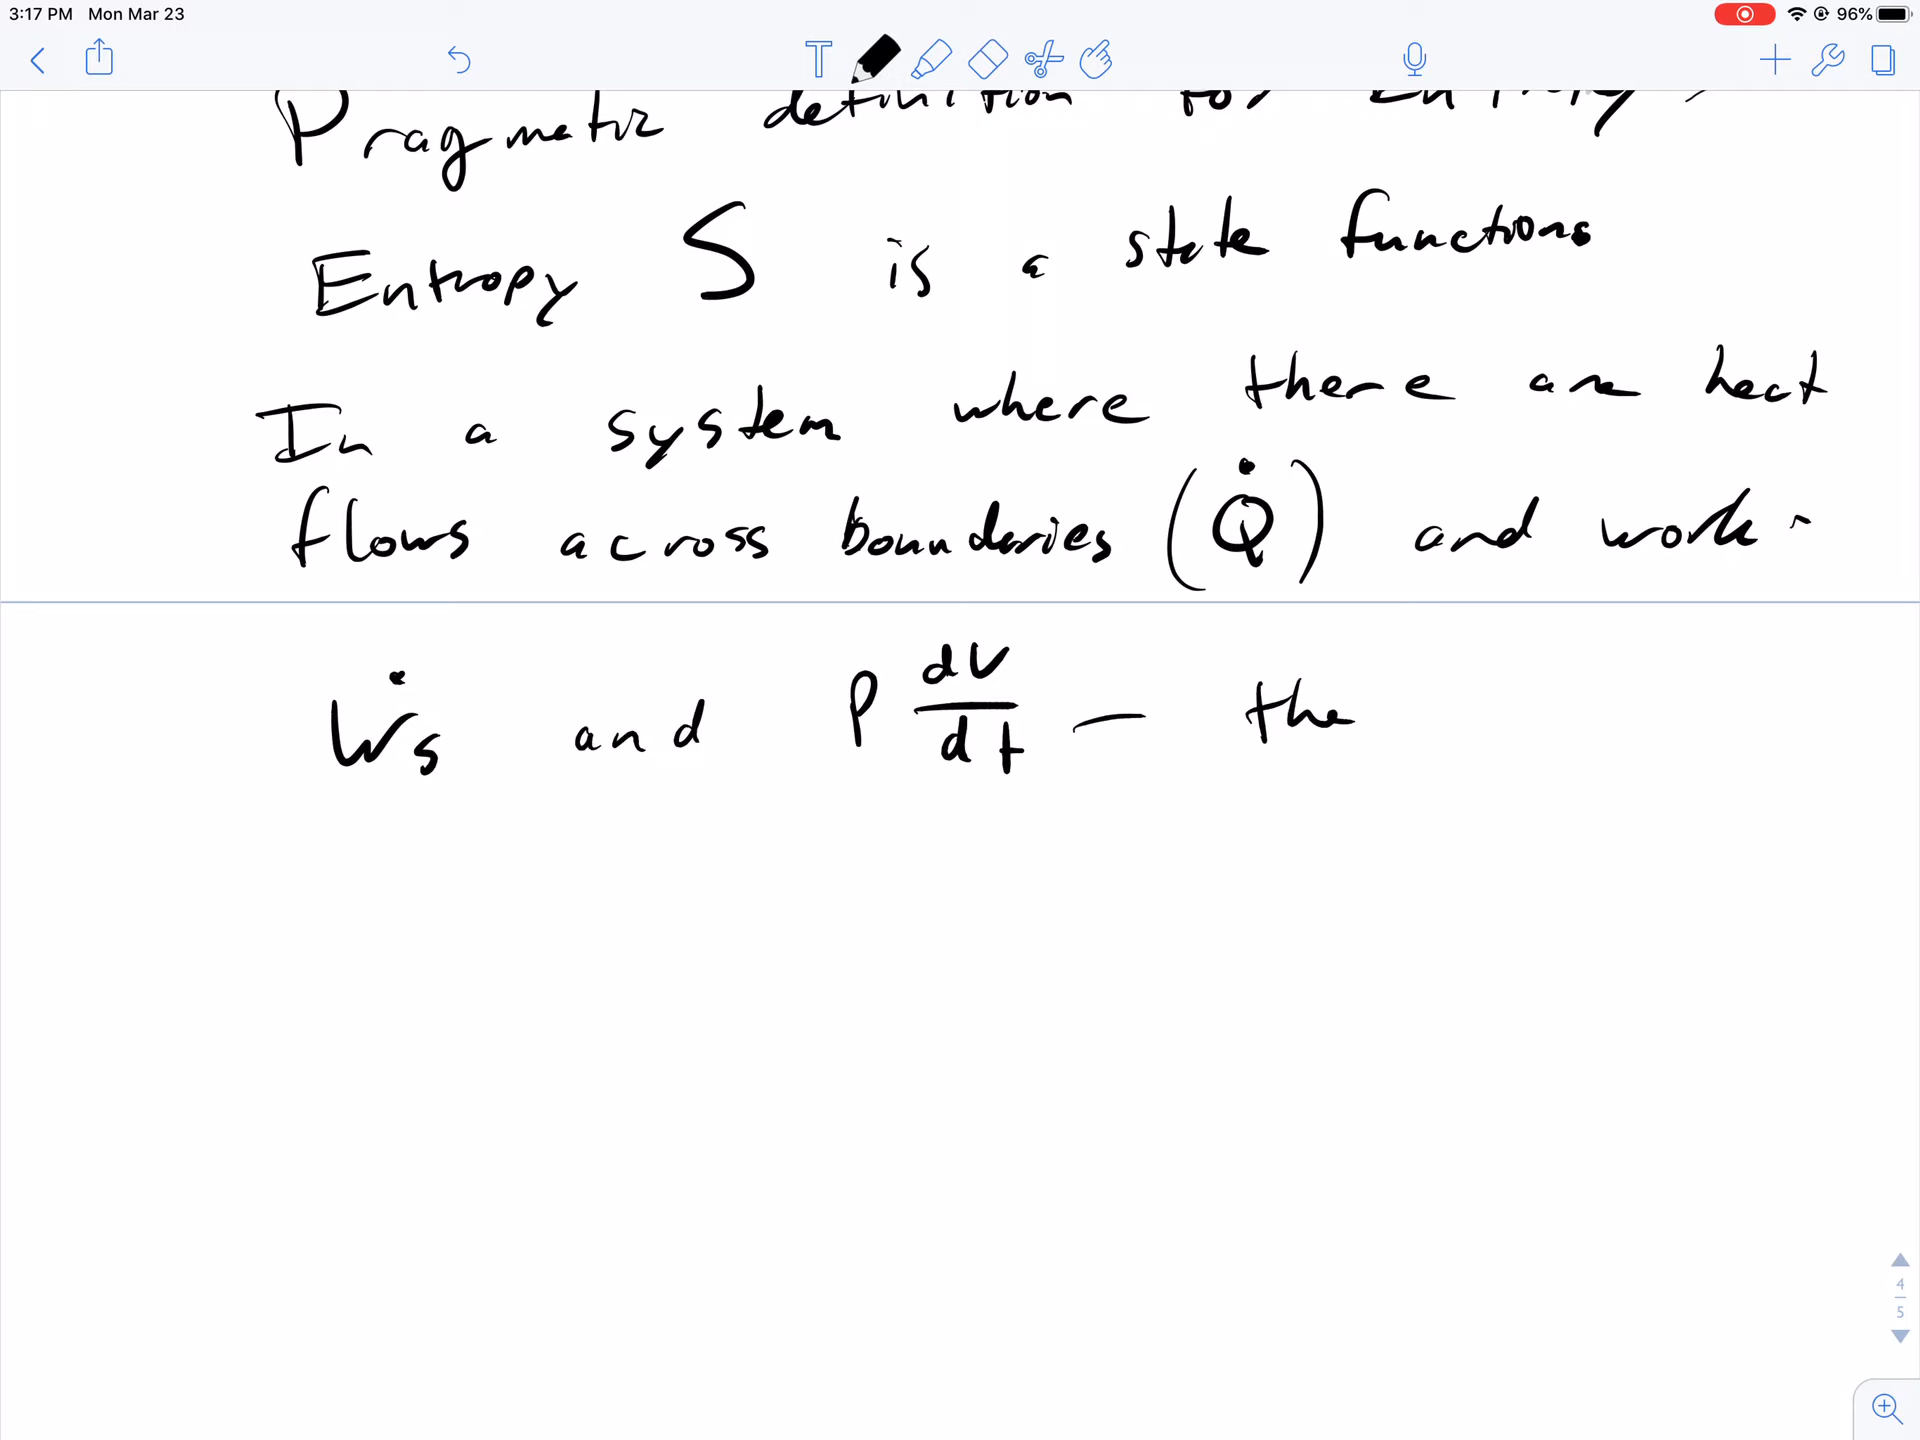 3:17 PM Mon Mar 23 96%
T
Pragmatic definition for Entropy
Entropy S is a state functions
In a system where there are heat
flows across boundaries (Q̇) and work
Ẇs and P dV/dt — the
4
5